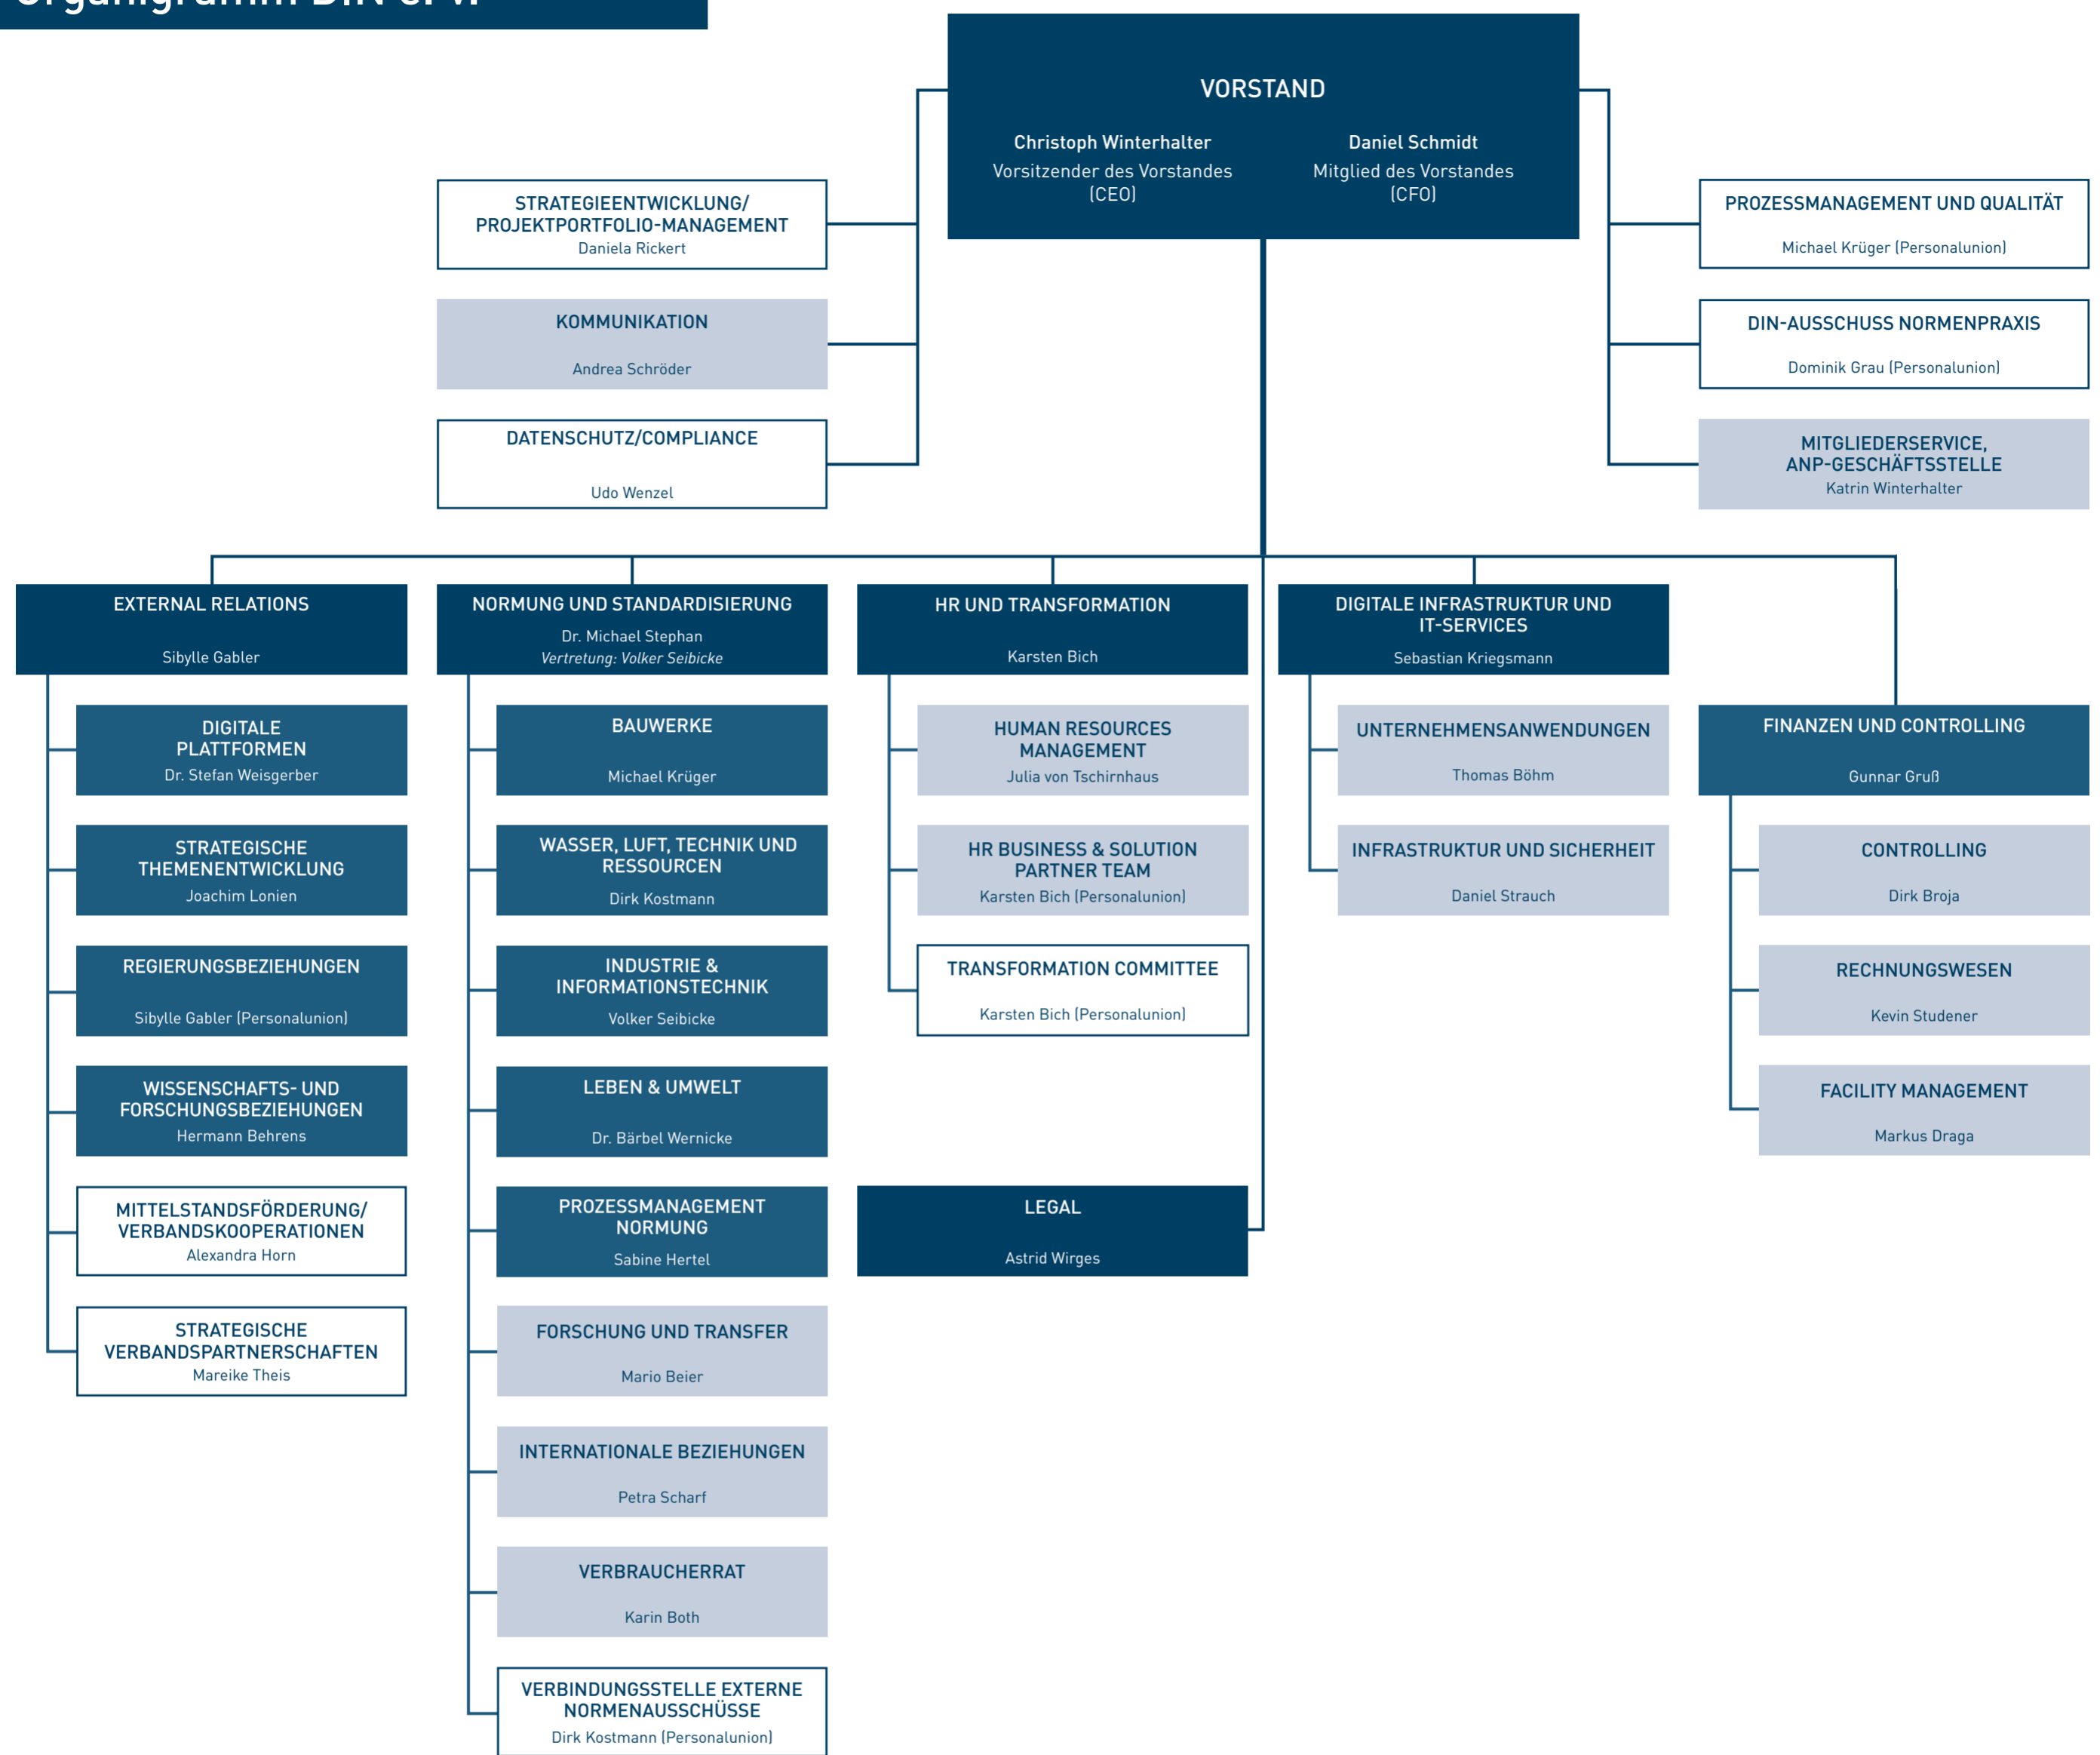 Organigramm DIN e. V.
VORSTAND
Christoph Winterhalter
Vorsitzender des Vorstandes
(CEO)
Daniel Schmidt
Mitglied des Vorstandes
(CFO)
STRATEGIEENTWICKLUNG/
PROJEKTPORTFOLIO-MANAGEMENT
Daniela Rickert
KOMMUNIKATION
Andrea Schröder
DATENSCHUTZ/COMPLIANCE
Udo Wenzel
PROZESSMANAGEMENT UND QUALITÄT
Michael Krüger (Personalunion)
DIN-AUSSCHUSS NORMENPRAXIS
Dominik Grau (Personalunion)
MITGLIEDERSERVICE,
ANP-GESCHÄFTSSTELLE
Katrin Winterhalter
EXTERNAL RELATIONS
Sibylle Gabler
DIGITALE
PLATTFORMEN
Dr. Stefan Weisgerber
STRATEGISCHE
THEMENENTWICKLUNG
Joachim Lonien
REGIERUNGSBEZIEHUNGEN
Sibylle Gabler (Personalunion)
WISSENSCHAFTS- UND
FORSCHUNGSBEZIEHUNGEN
Hermann Behrens
MITTELSTANDSFÖRDERUNG/
VERBANDSKOOPERATIONEN
Alexandra Horn
STRATEGISCHE
VERBANDSPARTNERSCHAFTEN
Mareike Theis
NORMUNG UND STANDARDISIERUNG
Dr. Michael Stephan
Vertretung: Volker Seibicke
BAUWERKE
Michael Krüger
WASSER, LUFT, TECHNIK UND
RESSOURCEN
Dirk Kostmann
INDUSTRIE &
INFORMATIONSTECHNIK
Volker Seibicke
LEBEN & UMWELT
Dr. Bärbel Wernicke
PROZESSMANAGEMENT
NORMUNG
Sabine Hertel
FORSCHUNG UND TRANSFER
Mario Beier
INTERNATIONALE BEZIEHUNGEN
Petra Scharf
VERBRAUCHERRAT
Karin Both
VERBINDUNGSSTELLE EXTERNE
NORMENAUSSCHÜSSE
Dirk Kostmann (Personalunion)
HR UND TRANSFORMATION
Karsten Bich
HUMAN RESOURCES
MANAGEMENT
Julia von Tschirnhaus
HR BUSINESS & SOLUTION
PARTNER TEAM
Karsten Bich (Personalunion)
TRANSFORMATION COMMITTEE
Karsten Bich (Personalunion)
LEGAL
Astrid Wirges
DIGITALE INFRASTRUKTUR UND
IT-SERVICES
Sebastian Kriegsmann
UNTERNEHMENSANWENDUNGEN
Thomas Böhm
INFRASTRUKTUR UND SICHERHEIT
Daniel Strauch
FINANZEN UND CONTROLLING
Gunnar Gruß
CONTROLLING
Dirk Broja
RECHNUNGSWESEN
Kevin Studener
FACILITY MANAGEMENT
Markus Draga